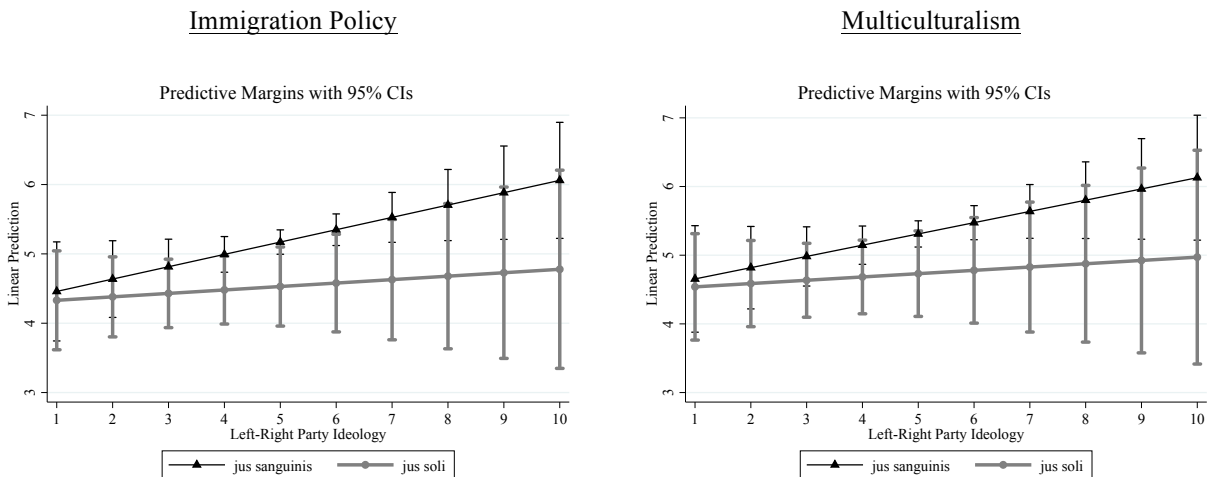 Immigration Policy
Predictive Margins with 95% CIs
Linear Prediction
7
6
5
4
3
1 2 3 4 5 6 7 8 9 10
Left-Right Party Ideology
jus sanguinis jus soli
Multiculturalism
Predictive Margins with 95% CIs
Linear Prediction
7
6
5
4
3
1 2 3 4 5 6 7 8 9 10
Left-Right Party Ideology
jus sanguinis jus soli